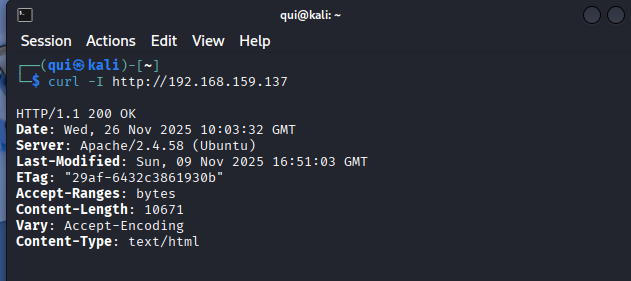 qui@kali: ~
Session Actions Edit View Help
┌──(qui㉿kali)-[~]
└─$ curl -I http://192.168.159.137
HTTP/1.1 200 OK
Date: Wed, 26 Nov 2025 10:03:32 GMT
Server: Apache/2.4.58 (Ubuntu)
Last-Modified: Sun, 09 Nov 2025 16:51:03 GMT
ETag: "29af-6432c3861930b"
Accept-Ranges: bytes
Content-Length: 10671
Vary: Accept-Encoding
Content-Type: text/html